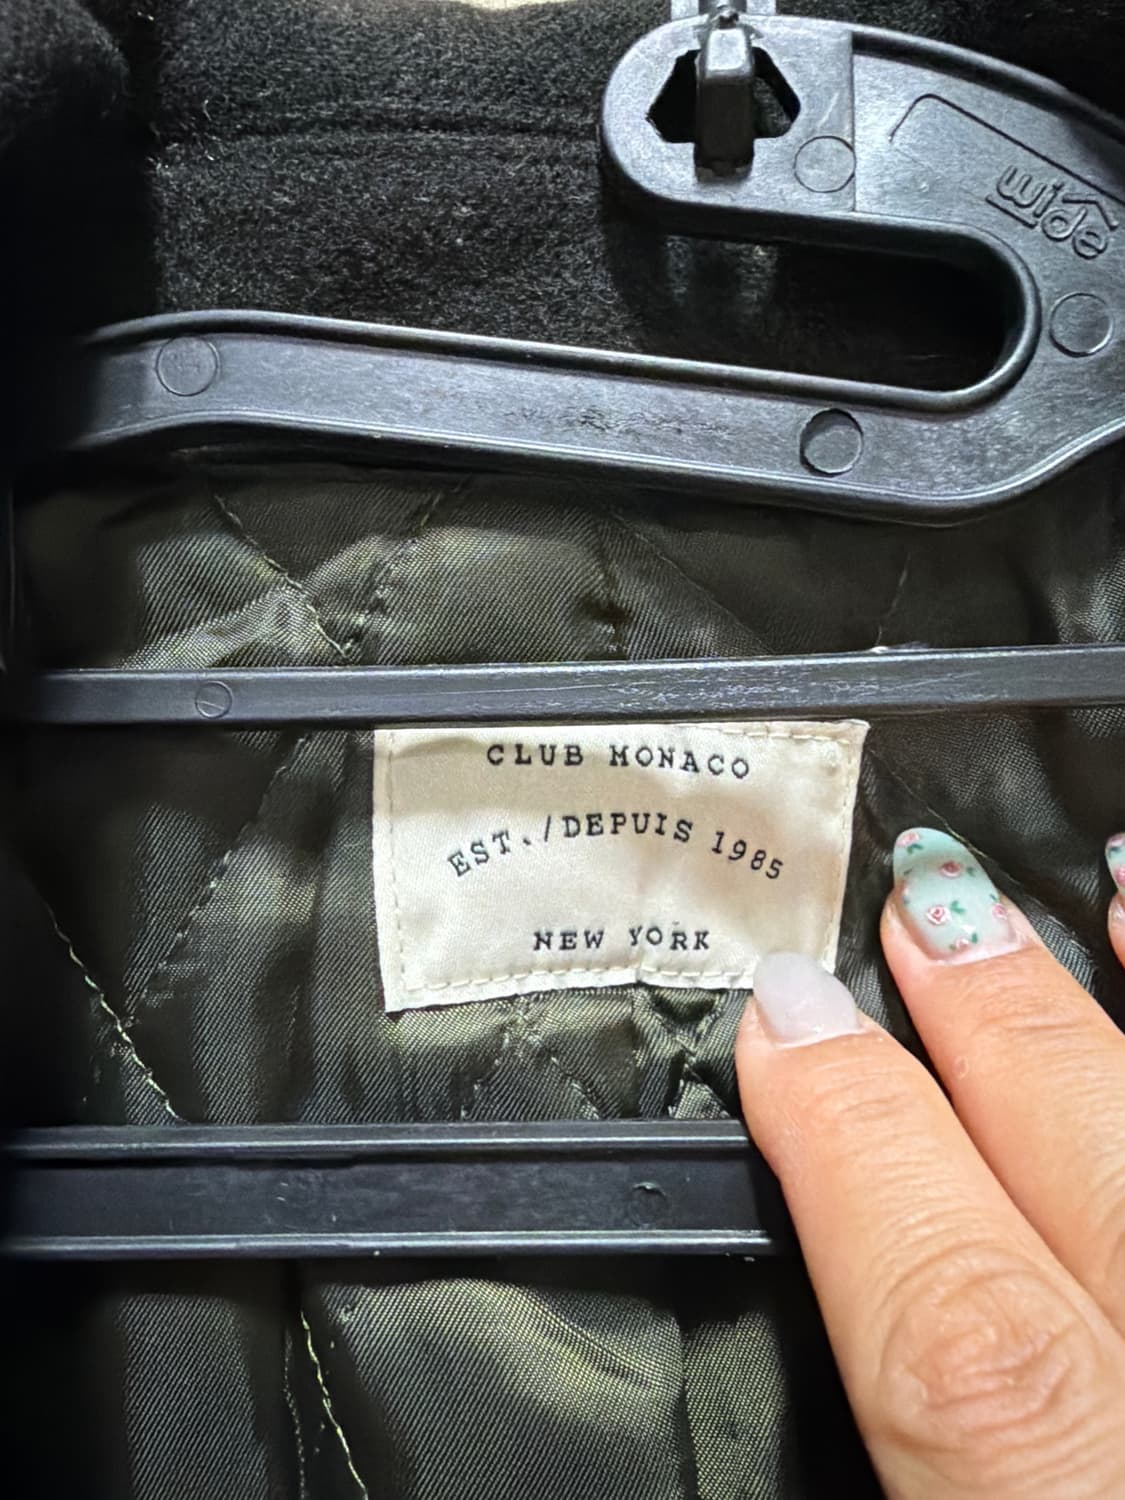 wide
CLUB MONACO
EST./DEPUIS 1985
NEW YORK